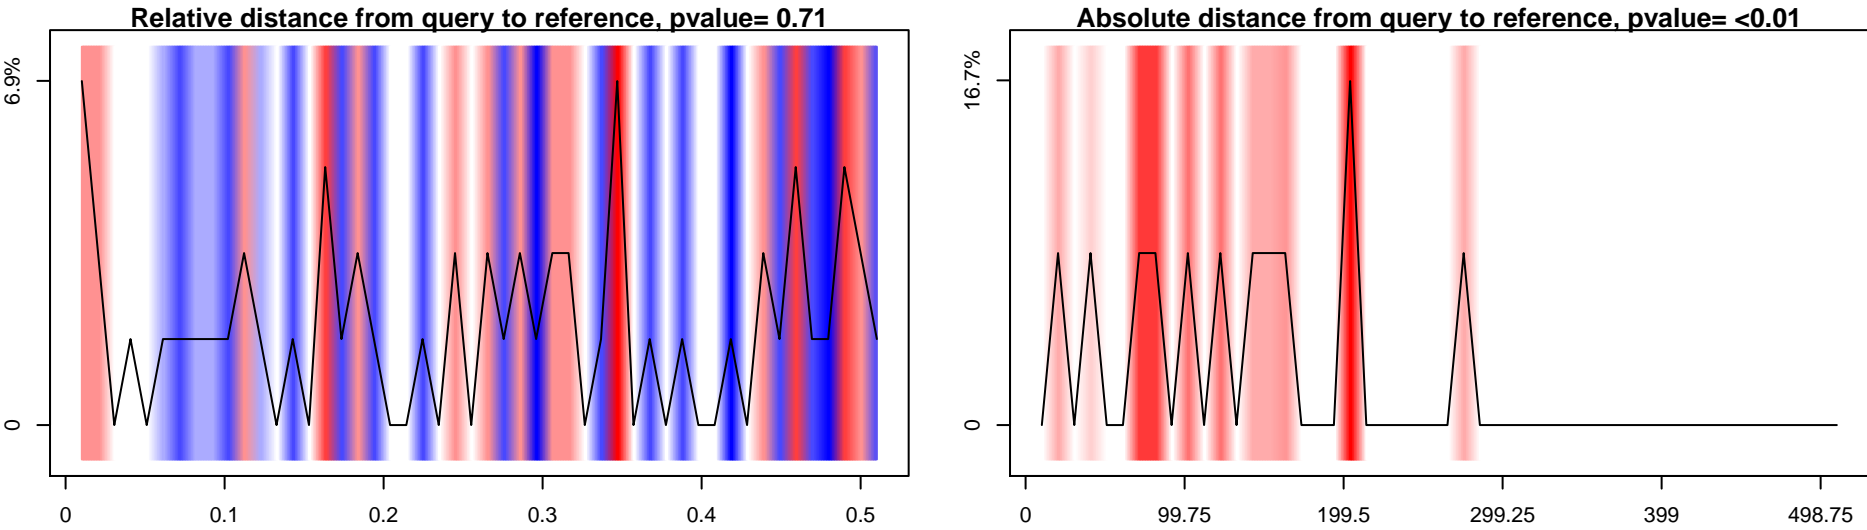 Relative distance from query to reference, pvalue= 0.71
6.9%
0
0 0.1 0.2 0.3 0.4 0.5
Absolute distance from query to reference, pvalue= <0.01
16.7%
0
0 99.75 199.5 299.25 399 498.75